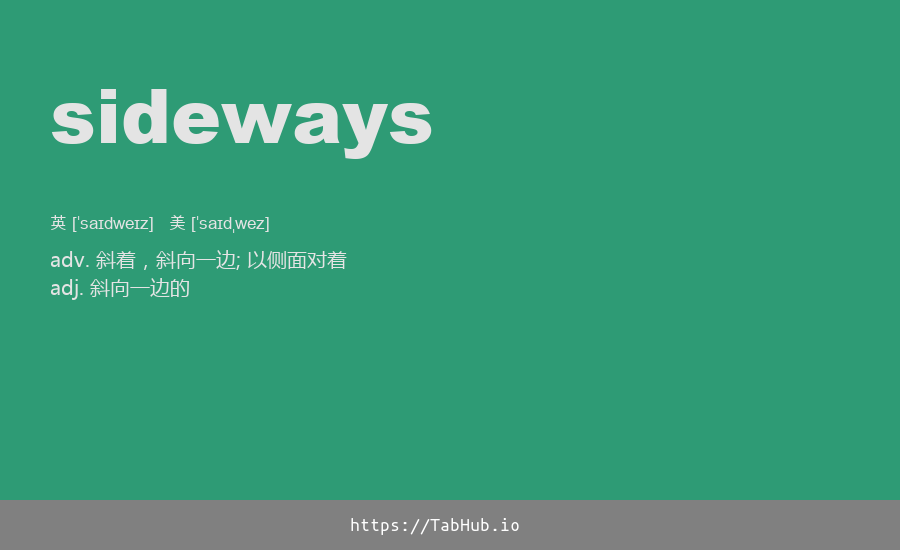 sideways
英 [ˈsaɪdweɪz] 美 [ˈsaɪdˌwez]
adv. 斜着，斜向一边; 以侧面对着
adj. 斜向一边的
https://TabHub.io